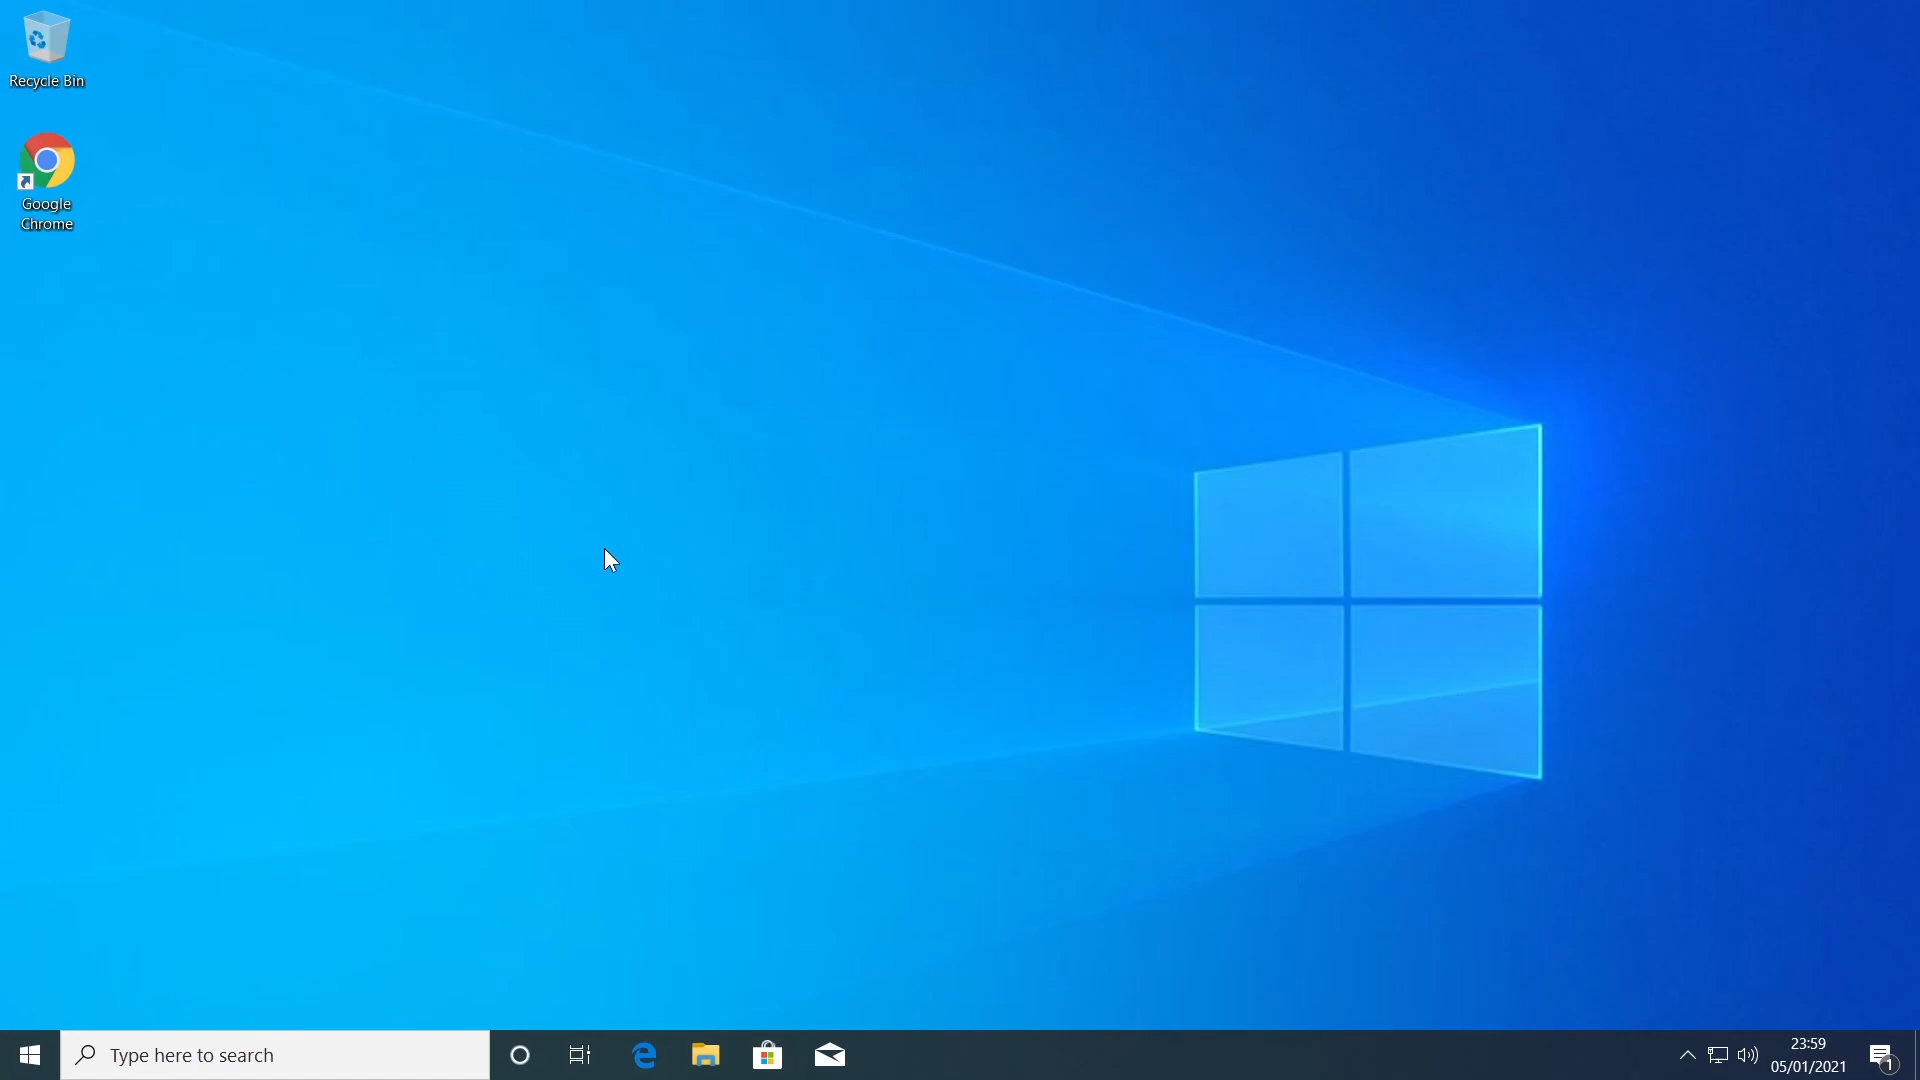 Recycle Bin
Google
Chrome
Type here to search
23:59
05/01/2021
1